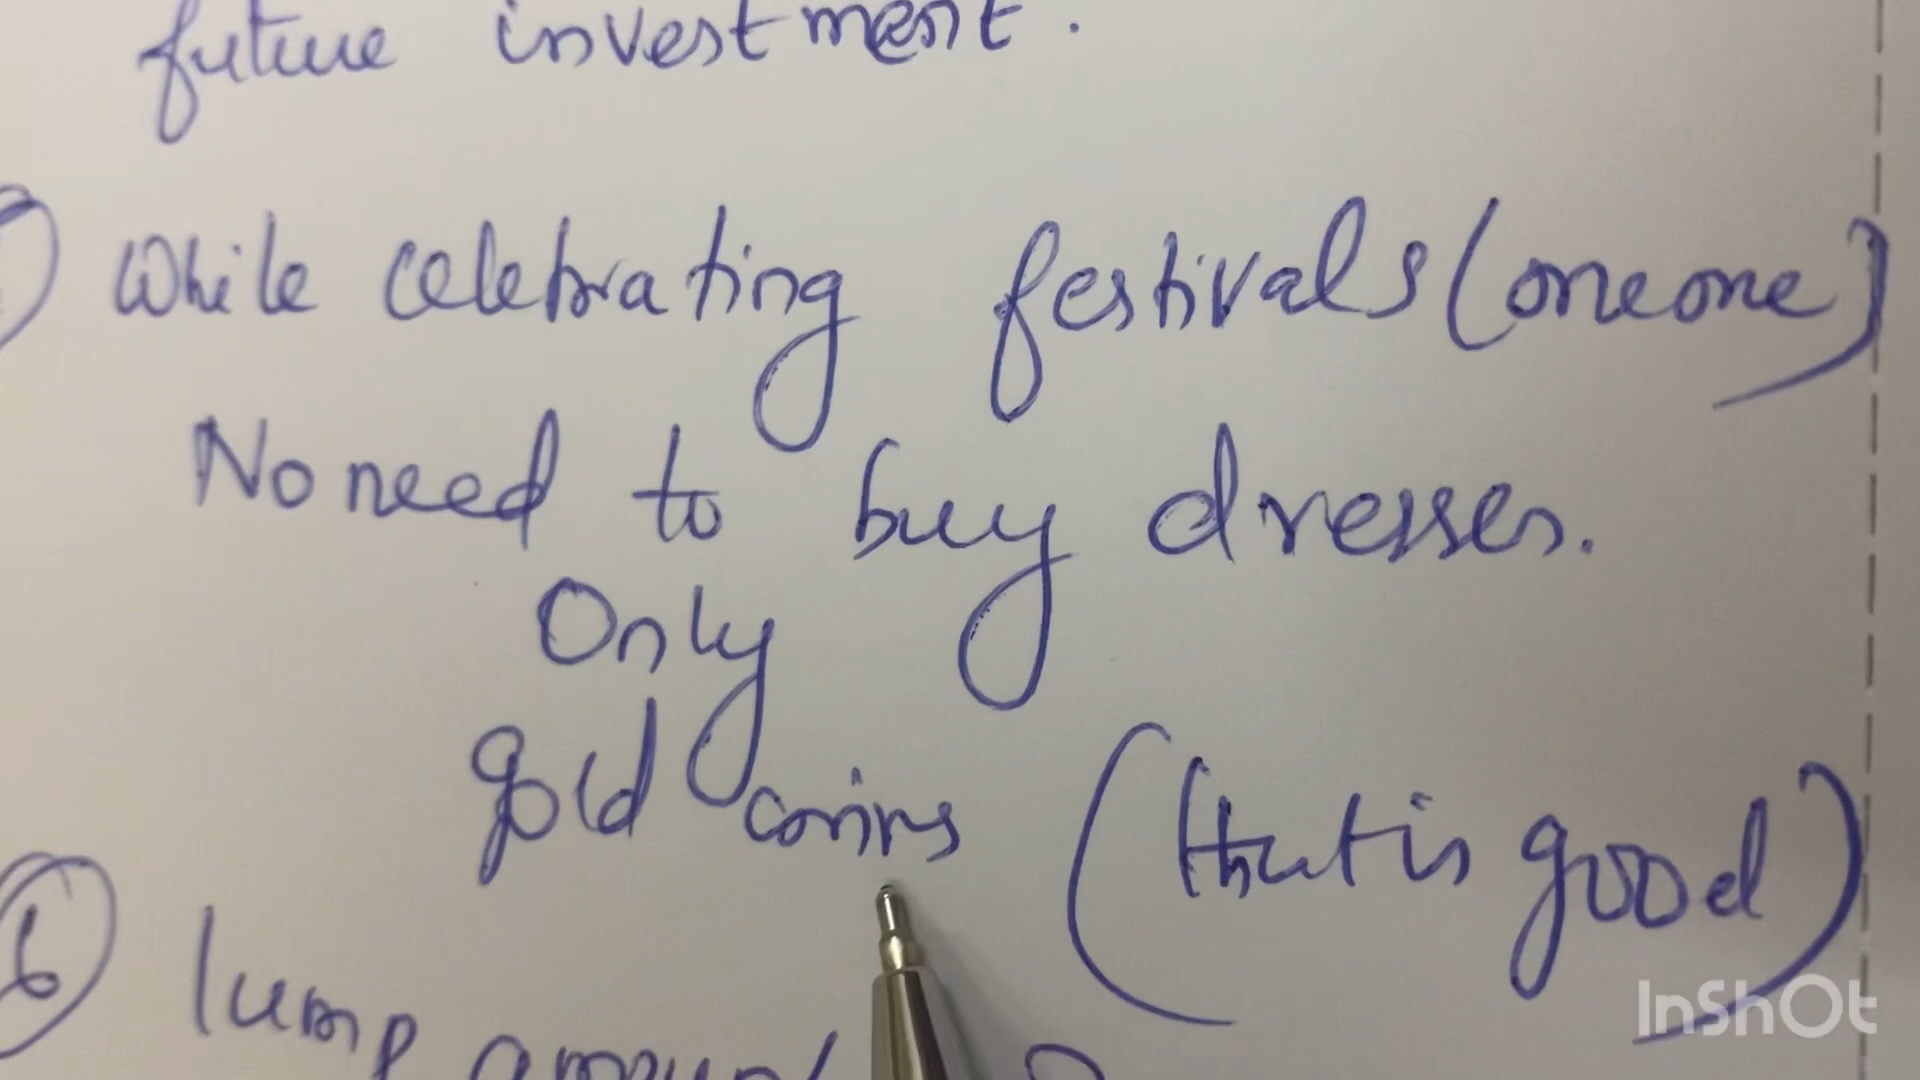 future investment.
While celebrating festivals (oneone)
No need to buy dresses.
Only
gold coins (that is good)
6 lump amount
InShOt